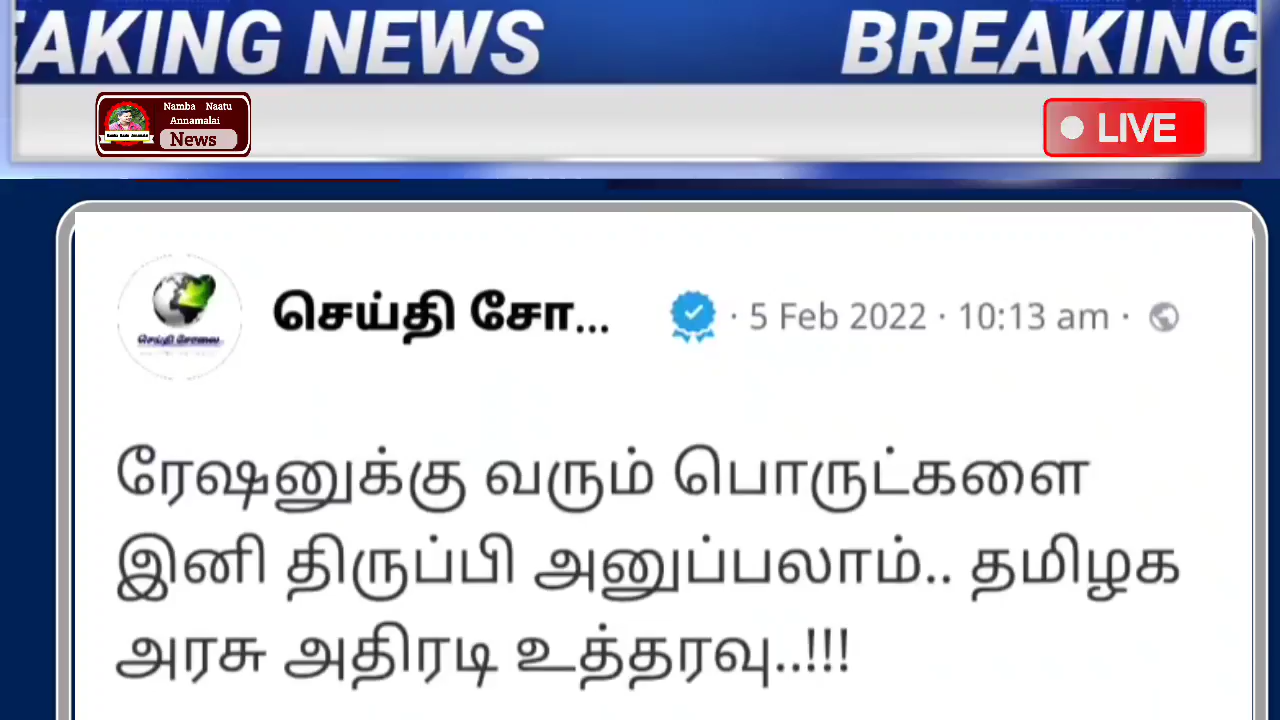 EAKING NEWS BREAKING
Namba Naatu
Annamalai
News
LIVE
செய்தி சோ... · 5 Feb 2022 · 10:13 am ·
செய்தி சோலை
ரேஷனுக்கு வரும் பொருட்களை
இனி திருப்பி அனுப்பலாம்.. தமிழக
அரசு அதிரடி உத்தரவு..!!!